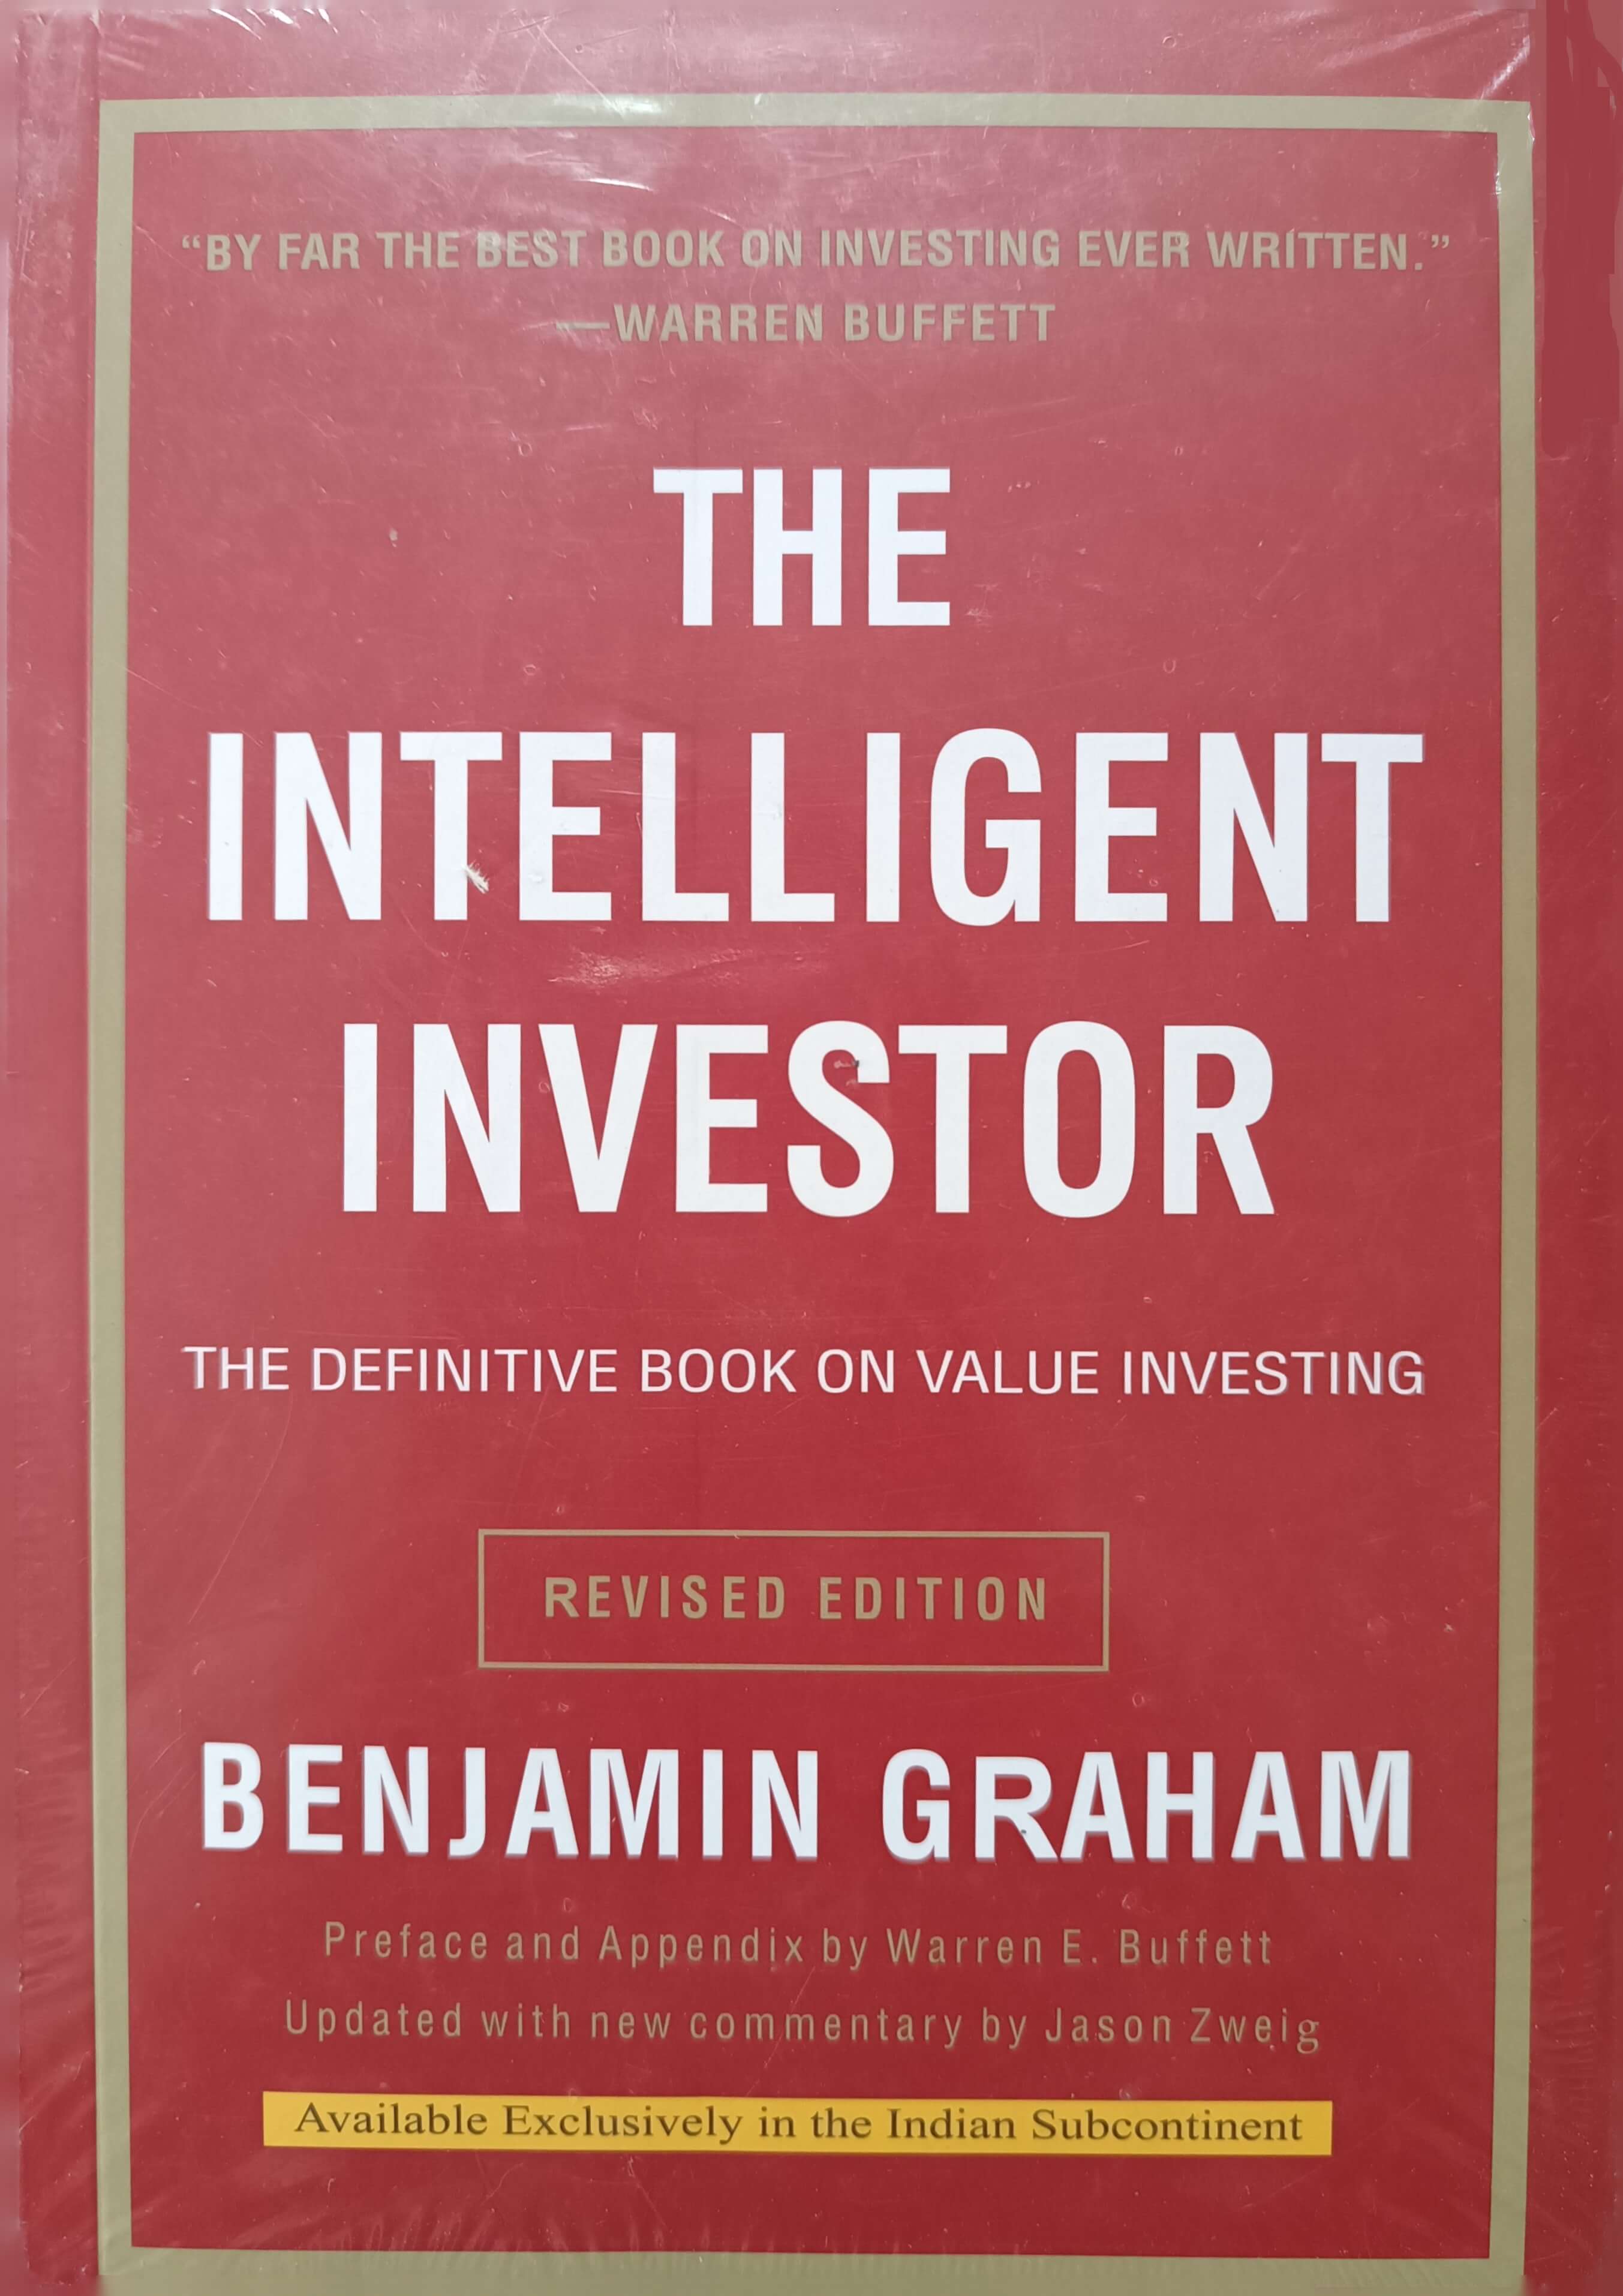 “BY FAR THE BEST BOOK ON INVESTING EVER WRITTEN.”
—WARREN BUFFETT
THE
INTELLIGENT
INVESTOR
THE DEFINITIVE BOOK ON VALUE INVESTING
REVISED EDITION
BENJAMIN GRAHAM
Preface and Appendix by Warren E. Buffett
Updated with new commentary by Jason Zweig
Available Exclusively in the Indian Subcontinent